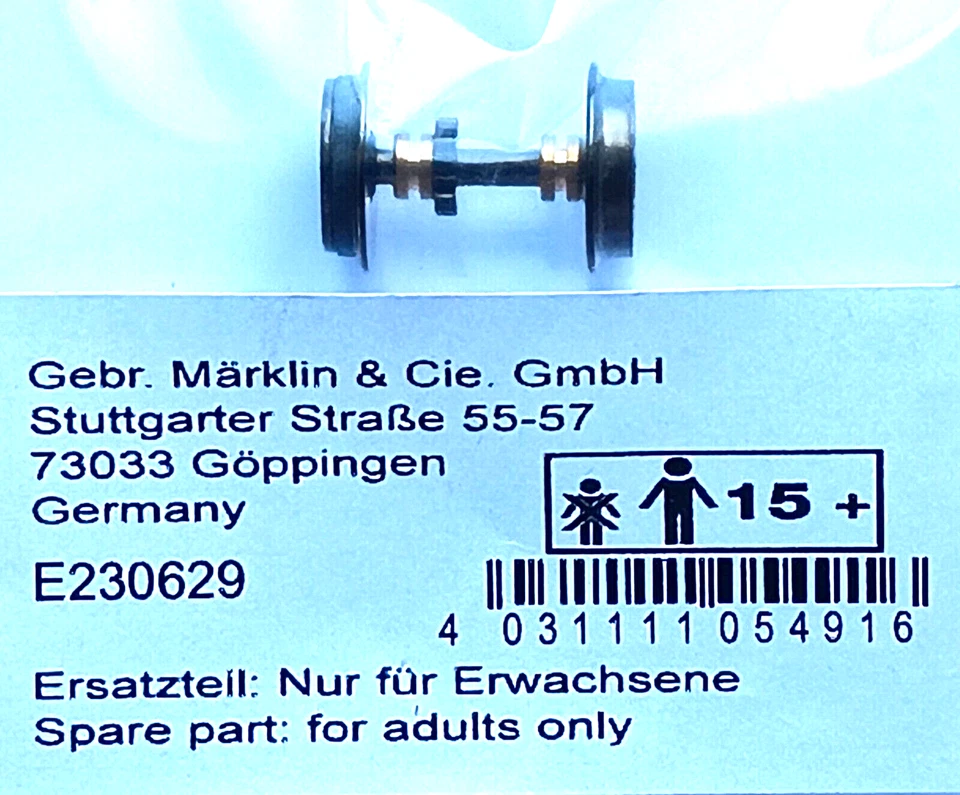 Gebr. Märklin & Cie. GmbH
Stuttgarter Straße 55-57
73033 Göppingen
Germany
15 +
E230629
4 031111 054916
Ersatzteil: Nur für Erwachsene
Spare part: for adults only